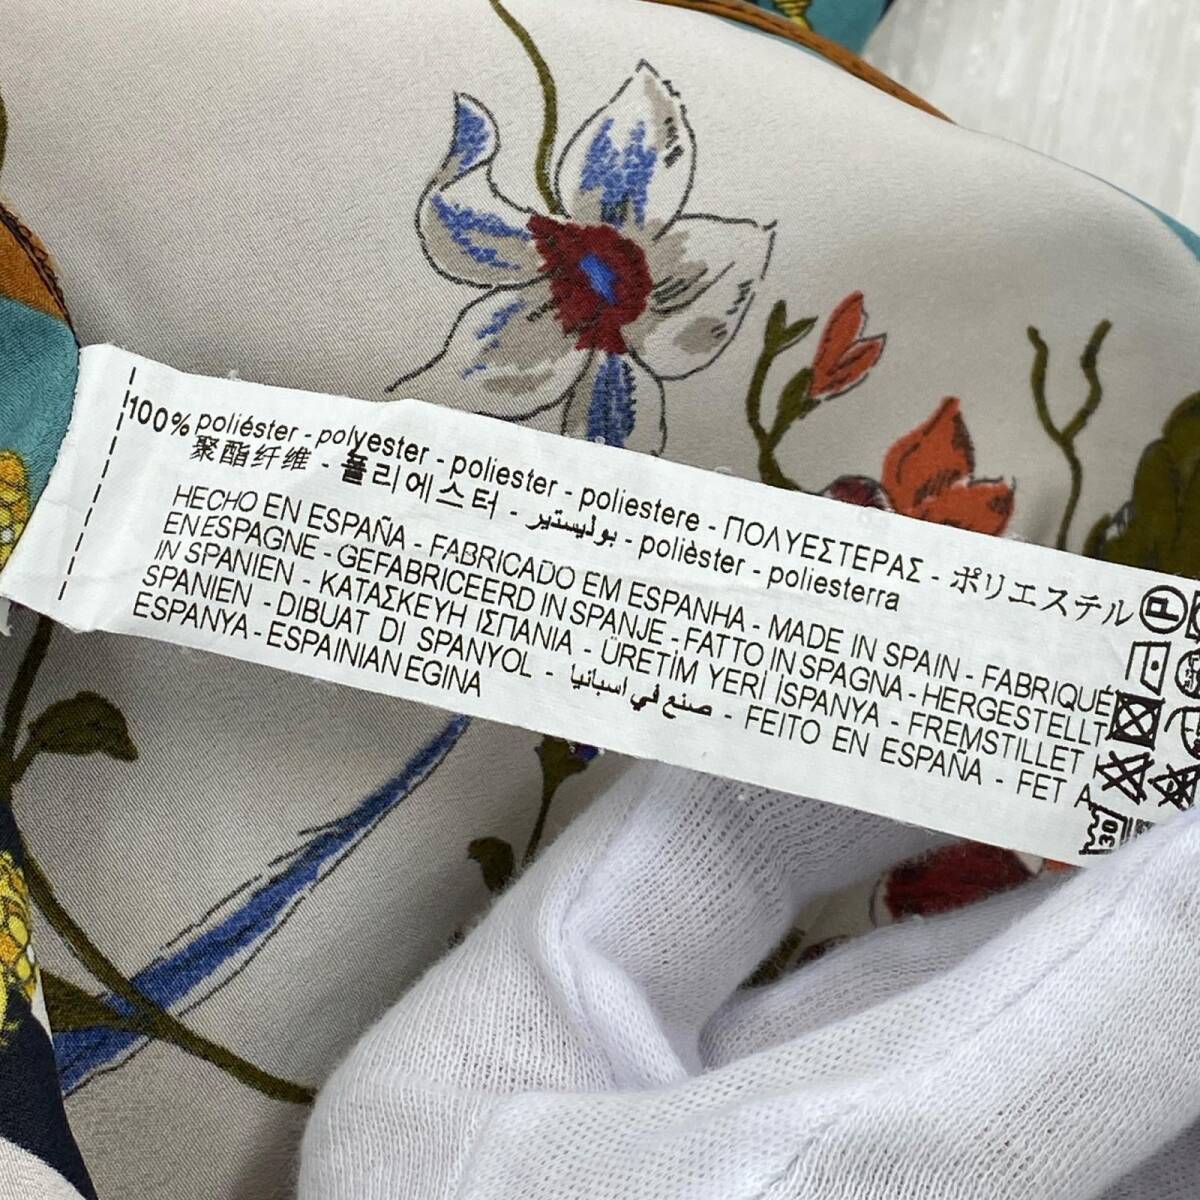 100% poliéster - polyester - poliester - poliestere - ΠΟΛΥΕΣΤΕΡΑΣ - ポリエステル
聚酯纤维 - 폴리에스터 - بوليستير - polièster - poliesterra
HECHO EN ESPAÑA - FABRICADO EM ESPANHA - MADE IN SPAIN - FABRIQUÉ
EN ESPAGNE - GEFABRICEERD IN SPANJE - FATTO IN SPAGNA - HERGESTELLT
IN SPANIEN - ΚΑΤΑΣΚΕΥΗ ΙΣΠΑΝΙΑ - ÜRETİM YERİ İSPANYA - FREMSTILLET I
SPANIEN - DIBUAT DI SPANYOL - صنع في اسبانيا - FEITO EN ESPAÑA - FET A
ESPANYA - ESPAINIAN EGINA
P
30